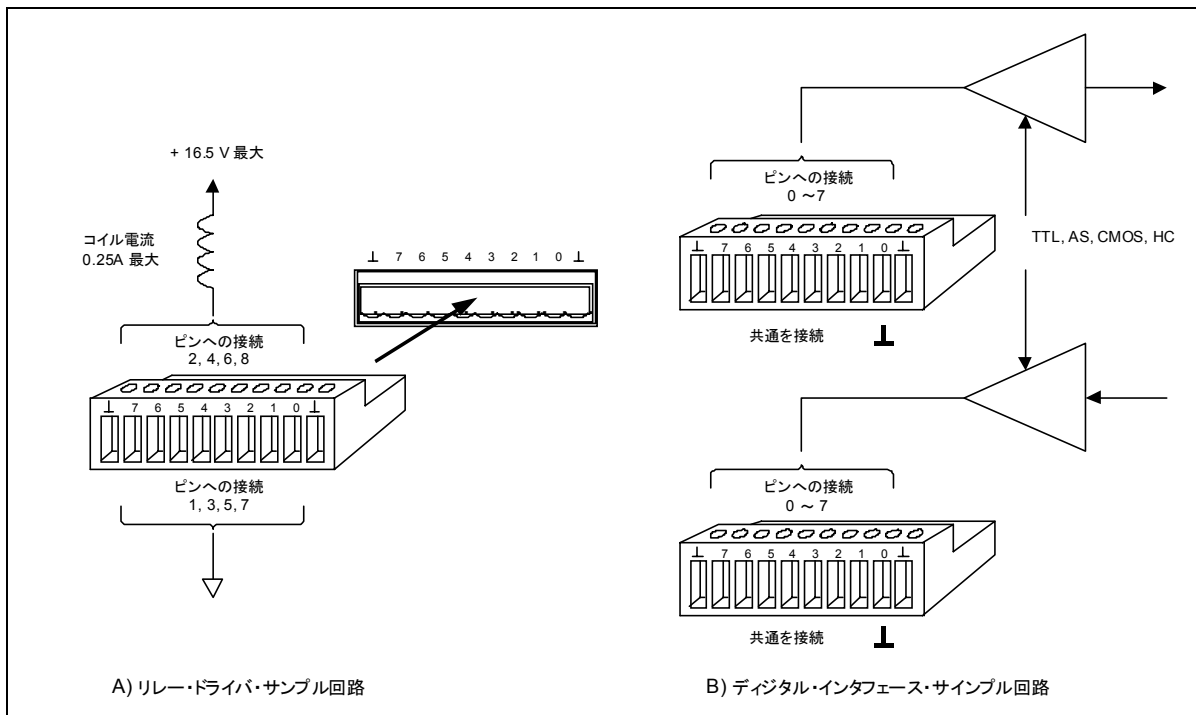 + 16.5 V 最大
コイル電流
0.25A 最大
ピンへの接続
2, 4, 6, 8
⊥ 7 6 5 4 3 2 1 0 ⊥
⊥ 7 6 5 4 3 2 1 0 ⊥
ピンへの接続
1, 3, 5, 7
A) リレー・ドライバ・サンプル回路
ピンへの接続
0 ～7
⊥ 7 6 5 4 3 2 1 0 ⊥
共通を接続 ⊥
TTL, AS, CMOS, HC
ピンへの接続
0 ～ 7
⊥ 7 6 5 4 3 2 1 0 ⊥
共通を接続 ⊥
B) ディジタル・インタフェース・サインプル回路